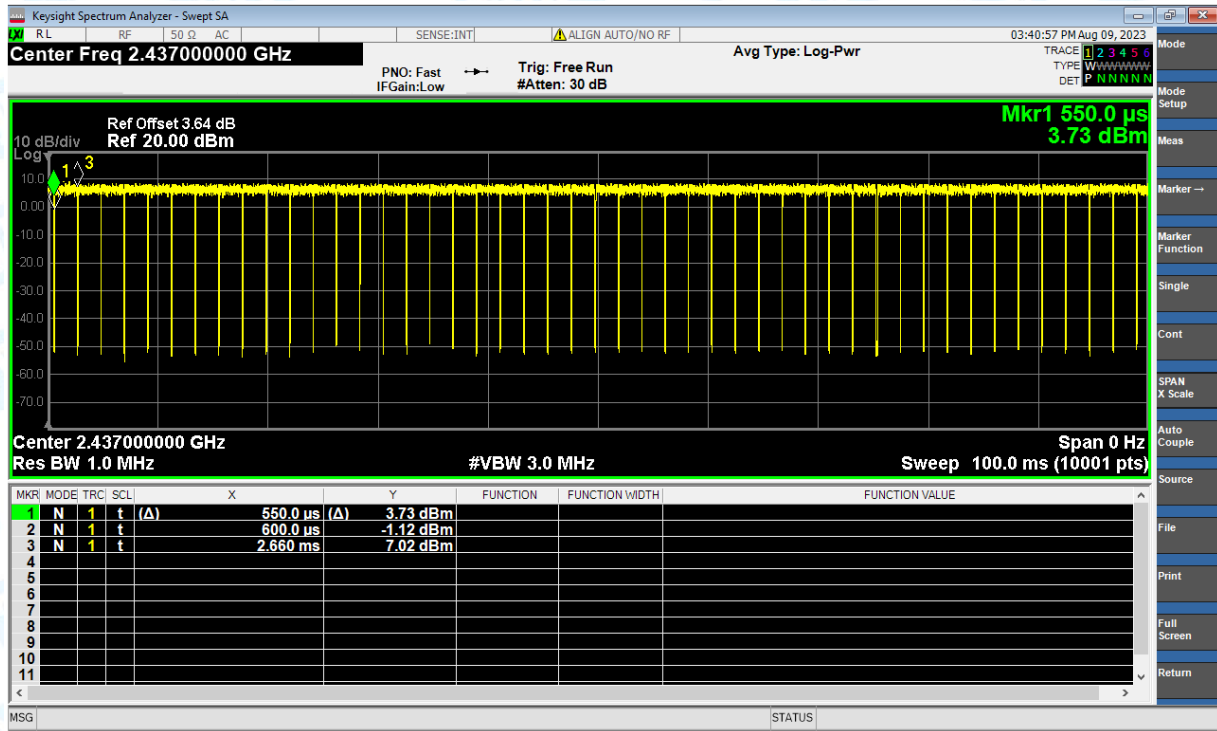 Keysight Spectrum Analyzer - Swept SA
LXI RL RF 50 Ω AC SENSE:INT ALIGN AUTO/NO RF 03:40:57 PM Aug 09, 2023
Center Freq 2.437000000 GHz Avg Type: Log-Pwr TRACE 1 2 3 4 5 6
PNO: Fast Trig: Free Run TYPE WWWWWW
IFGain:Low #Atten: 30 dB DET P N N N N N
Mkr1 550.0 µs
3.73 dBm
Ref Offset 3.64 dB
10 dB/div Ref 20.00 dBm
Log
1
3
10.0
0.00
-10.0
-20.0
-30.0
-40.0
-50.0
-60.0
-70.0
Center 2.437000000 GHz Span 0 Hz
Res BW 1.0 MHz #VBW 3.0 MHz Sweep 100.0 ms (10001 pts)
MKR MODE TRC SCL X Y FUNCTION FUNCTION WIDTH FUNCTION VALUE
1 N 1 t (Δ) 550.0 µs (Δ) 3.73 dBm
2 N 1 t 600.0 µs -1.12 dBm
3 N 1 t 2.660 ms 7.02 dBm
4
5
6
7
8
9
10
11
MSG STATUS
Mode
Mode
Setup
Meas
Marker →
Marker
Function
Single
Cont
SPAN
X Scale
Auto
Couple
Source
File
Print
Full
Screen
Return